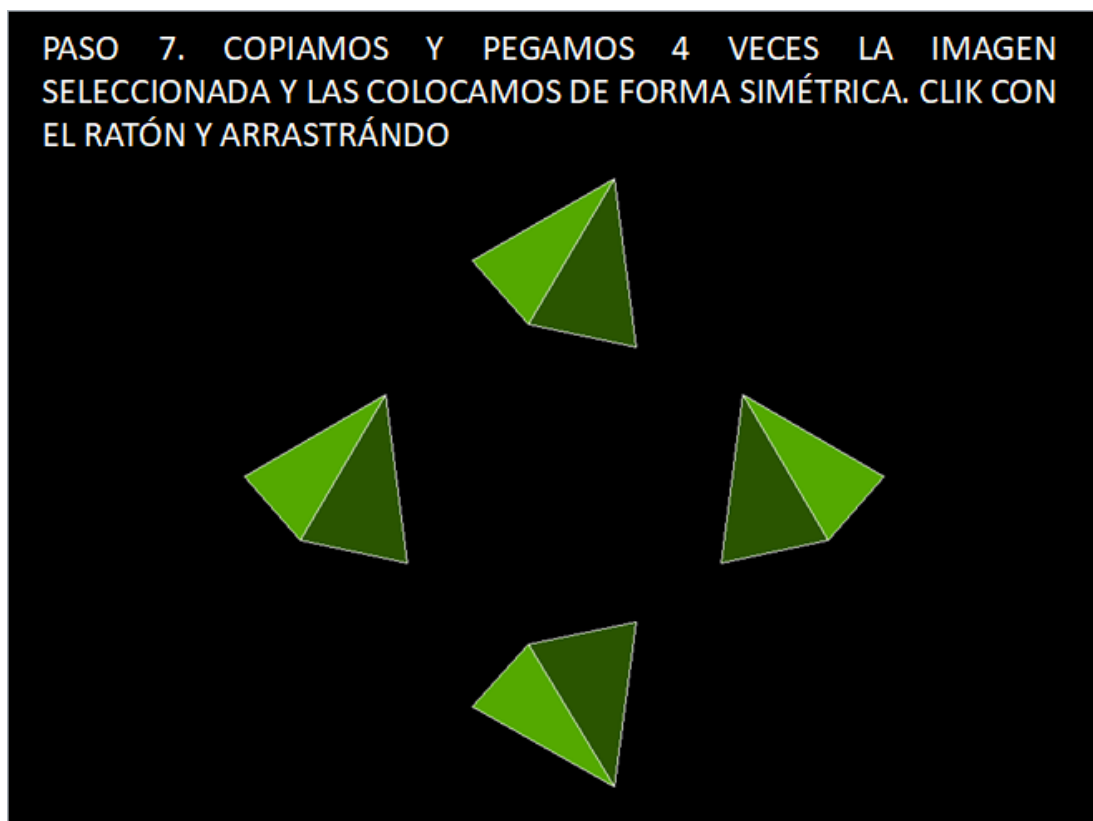 PASO 7. COPIAMOS Y PEGAMOS 4 VECES LA IMAGEN
SELECCIONADA Y LAS COLOCAMOS DE FORMA SIMÉTRICA. CLIK CON
EL RATÓN Y ARRASTRÁNDO